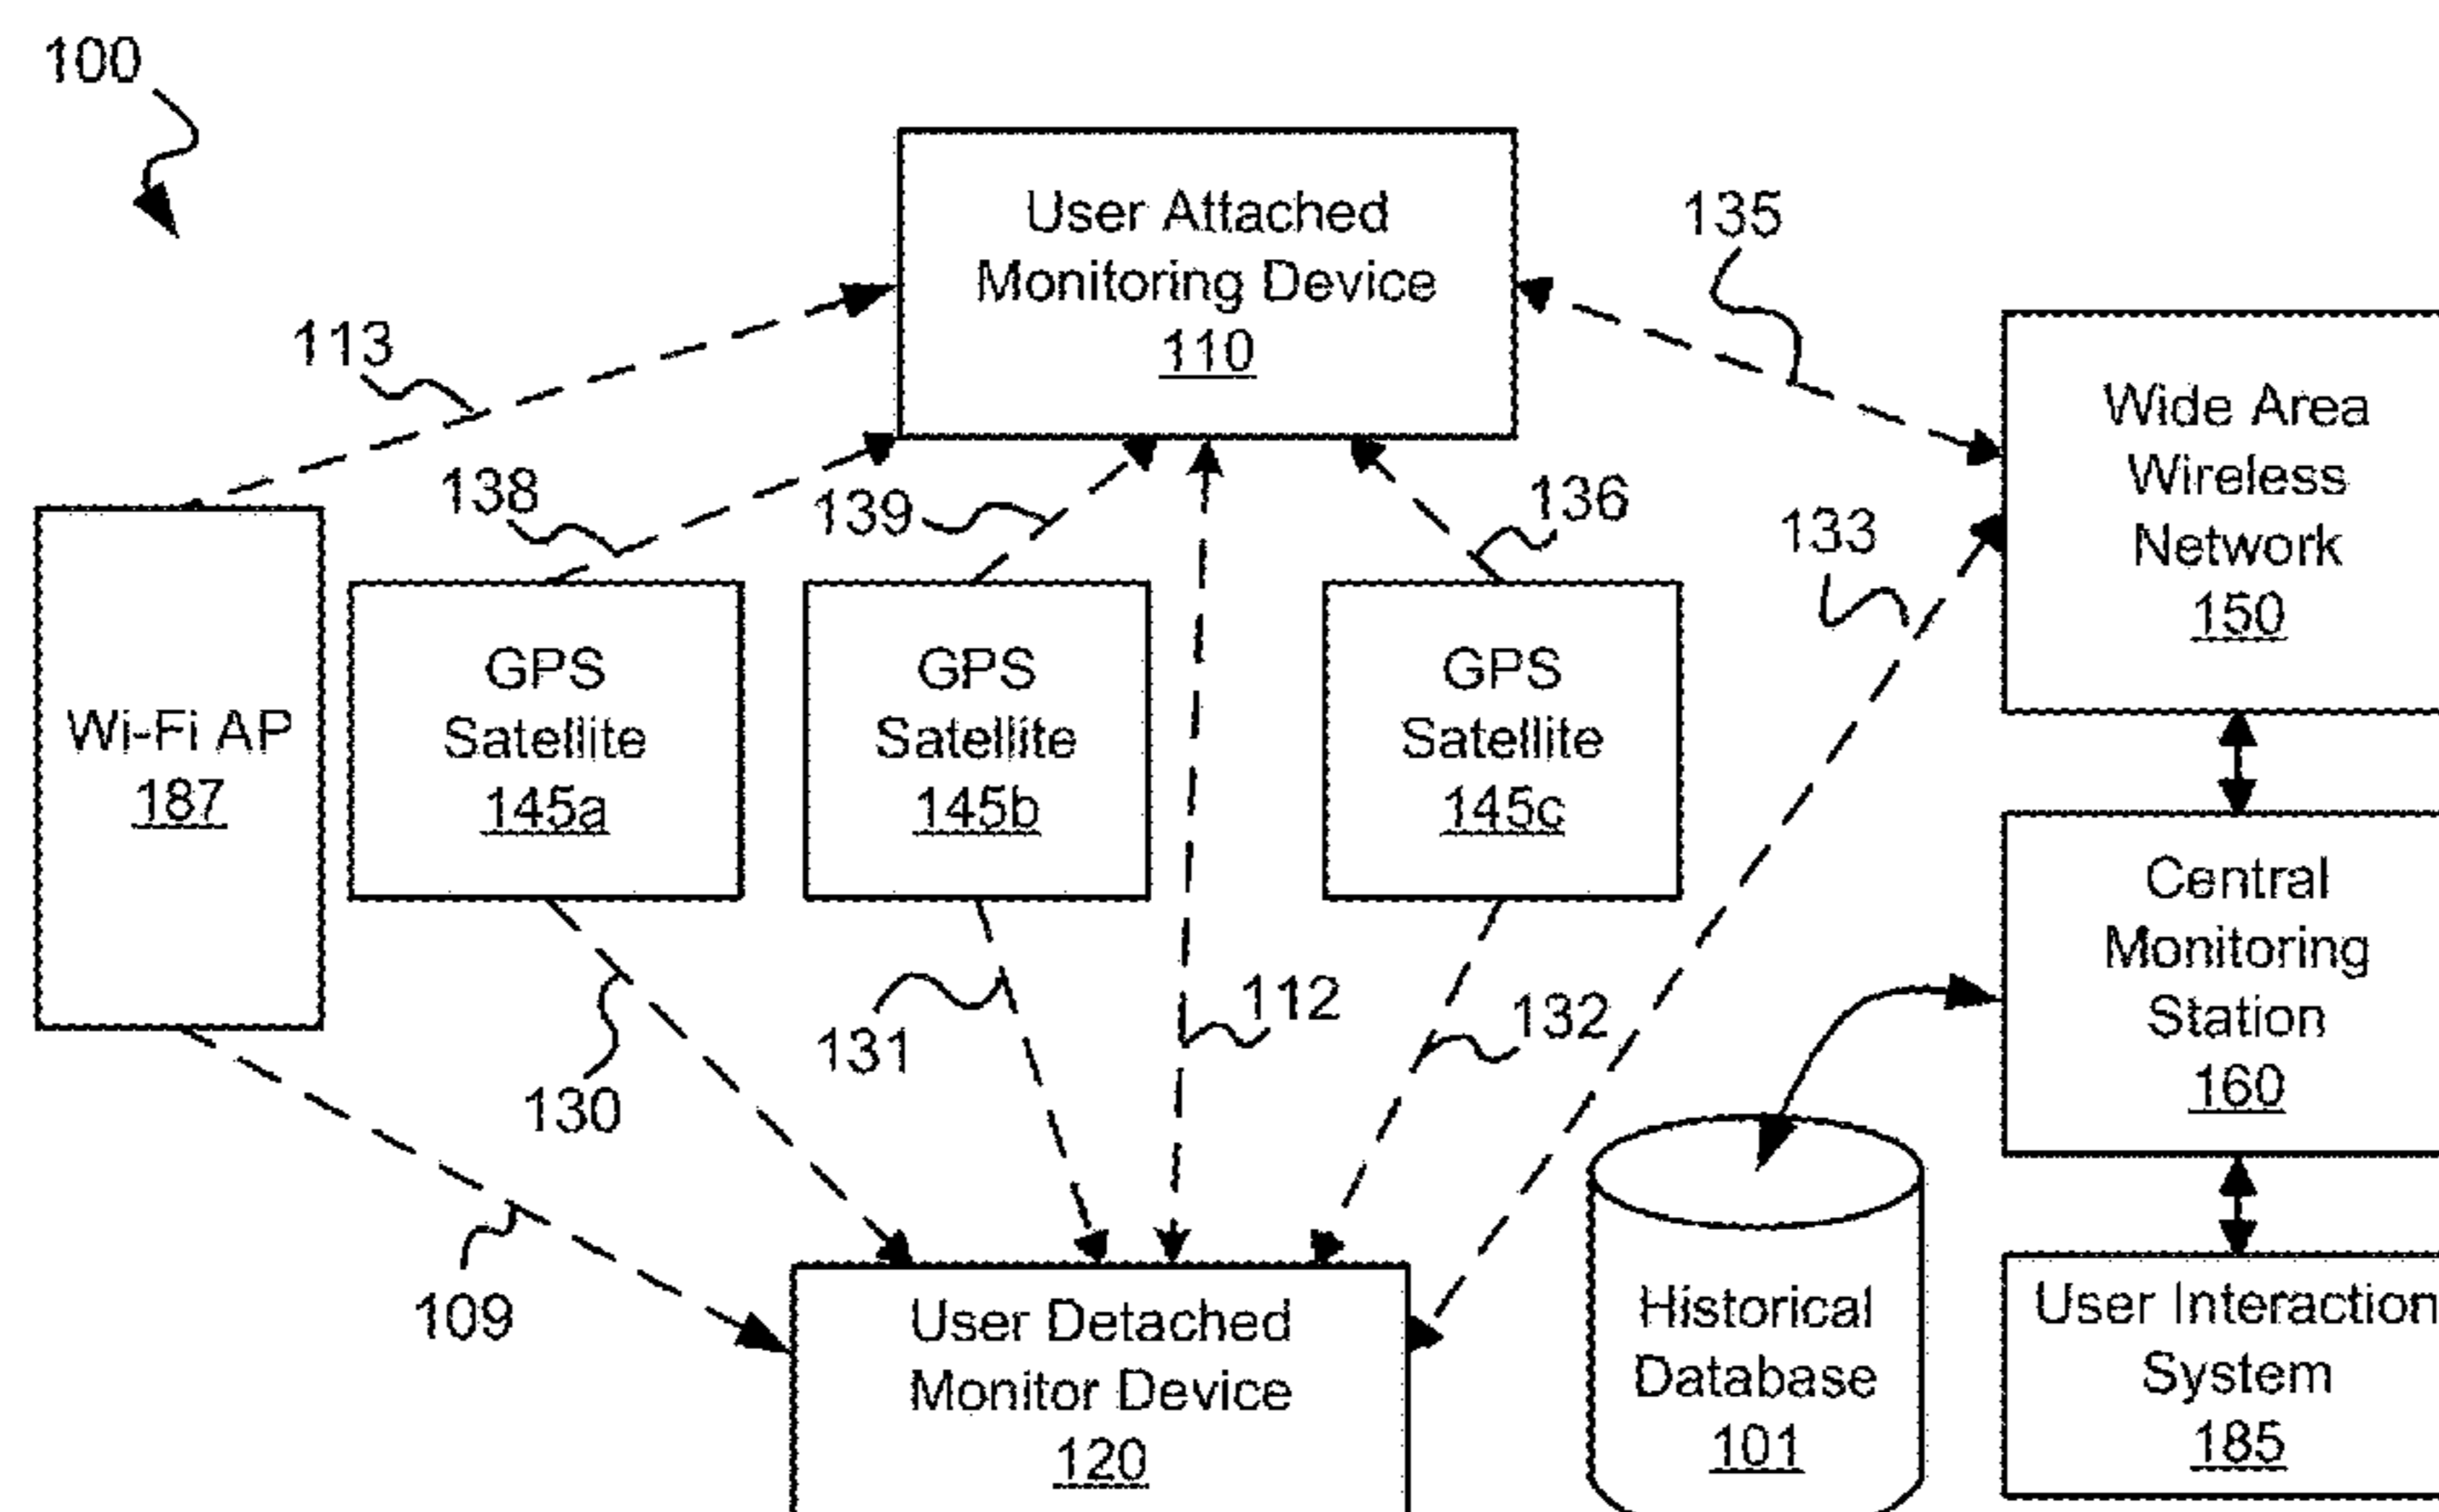 100
User Attached
Monitoring Device
110
135
113
138
139
136
133
Wide Area
Wireless
Network
150
Wi-Fi AP
187
GPS
Satellite
145a
GPS
Satellite
145b
GPS
Satellite
145c
Central
Monitoring
Station
160
130
131
112
132
109
User Detached
Monitor Device
120
Historical
Database
101
User Interaction
System
185